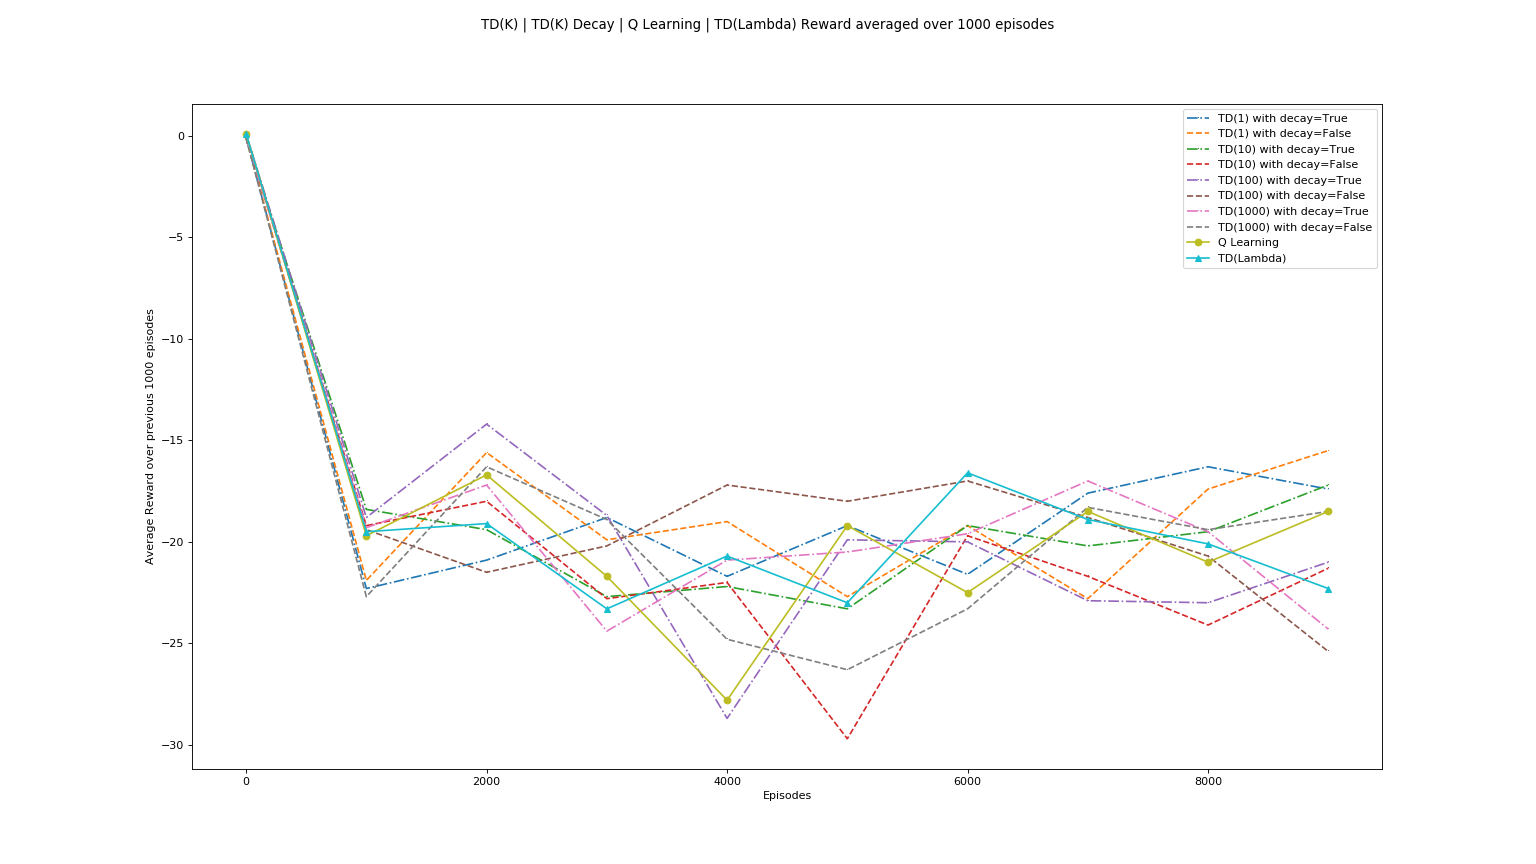 TD(K) | TD(K) Decay | Q Learning | TD(Lambda) Reward averaged over 1000 episodes
TD(1) with decay=True
TD(1) with decay=False
TD(10) with decay=True
TD(10) with decay=False
TD(100) with decay=True
TD(100) with decay=False
TD(1000) with decay=True
TD(1000) with decay=False
Q Learning
TD(Lambda)
Average Reward over previous 1000 episodes
0
−5
−10
−15
−20
−25
−30
0 2000 4000 6000 8000
Episodes